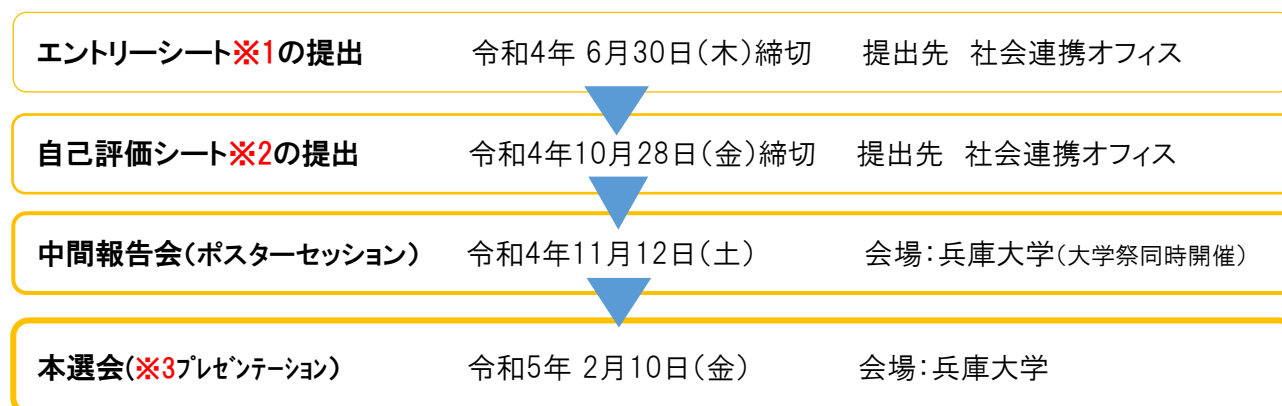 エントリーシート※1の提出　令和4年 6月30日(木)締切　提出先 社会連携オフィス
自己評価シート※2の提出　令和4年10月28日(金)締切　提出先 社会連携オフィス
中間報告会(ポスターセッション)　令和4年11月12日(土)　会場:兵庫大学(大学祭同時開催)
本選会(※3プレゼンテーション)　令和5年 2月10日(金)　会場:兵庫大学